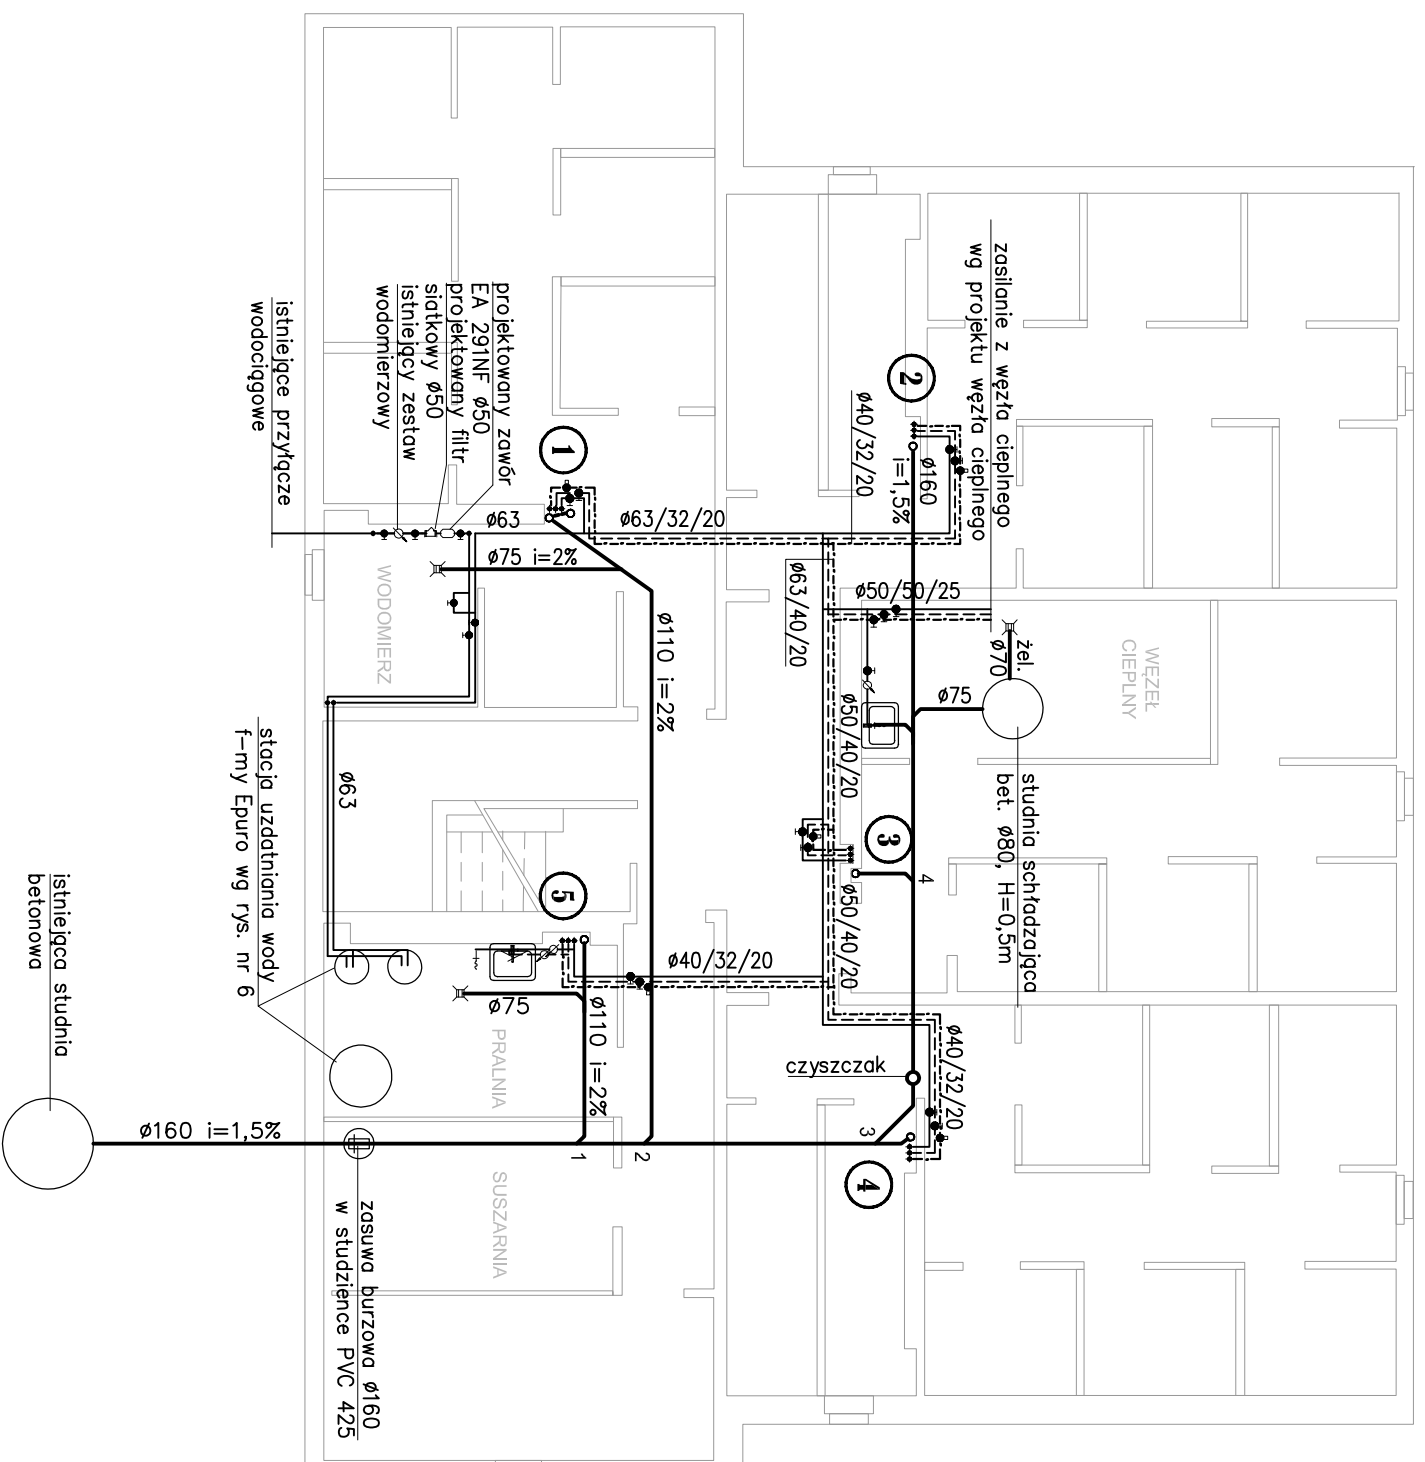 zasilanie z węzła cieplnego
wg projektu węzła cieplnego
2
ø40/32/20
ø160
i=1,5%
projektowany zawór
EA 291NF ø50
projektowany filtr
siatkowy ø50
istniejący zestaw
wodomierzowy
istniejące przyłącze
wodociągowe
1
ø63
ø63/32/20
ø75 i=2%
WODOMIERZ
ø110 i=2%
ø63/40/20
ø50/50/25
żel.
ø70
WĘZEŁ
CIEPLNY
ø75
ø50/40/20
studnia schładzająca
bet. ø80, H=0,5m
3
4
ø50/40/20
stacja uzdatniania wody
f-my Epuro wg rys. nr 6
ø63
5
ø40/32/20
ø75
ø110 i=2%
PRALNIA
czyszczak
ø40/32/20
istniejąca studnia
betonowa
ø160 i=1,5%
1
2
3
4
SUSZARNIA
zasuwa burzowa ø160
w studzience PVC 425